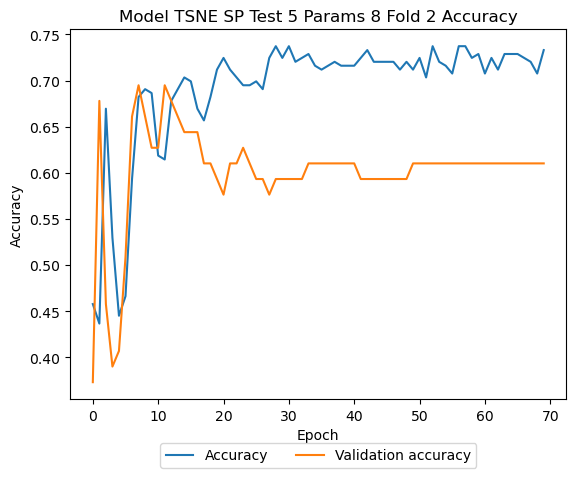 Model TSNE SP Test 5 Params 8 Fold 2 Accuracy
0.75
0.70
0.65
0.60
0.55
0.50
0.45
0.40
Accuracy
0 10 20 30 40 50 60 70
Epoch
Accuracy Validation accuracy